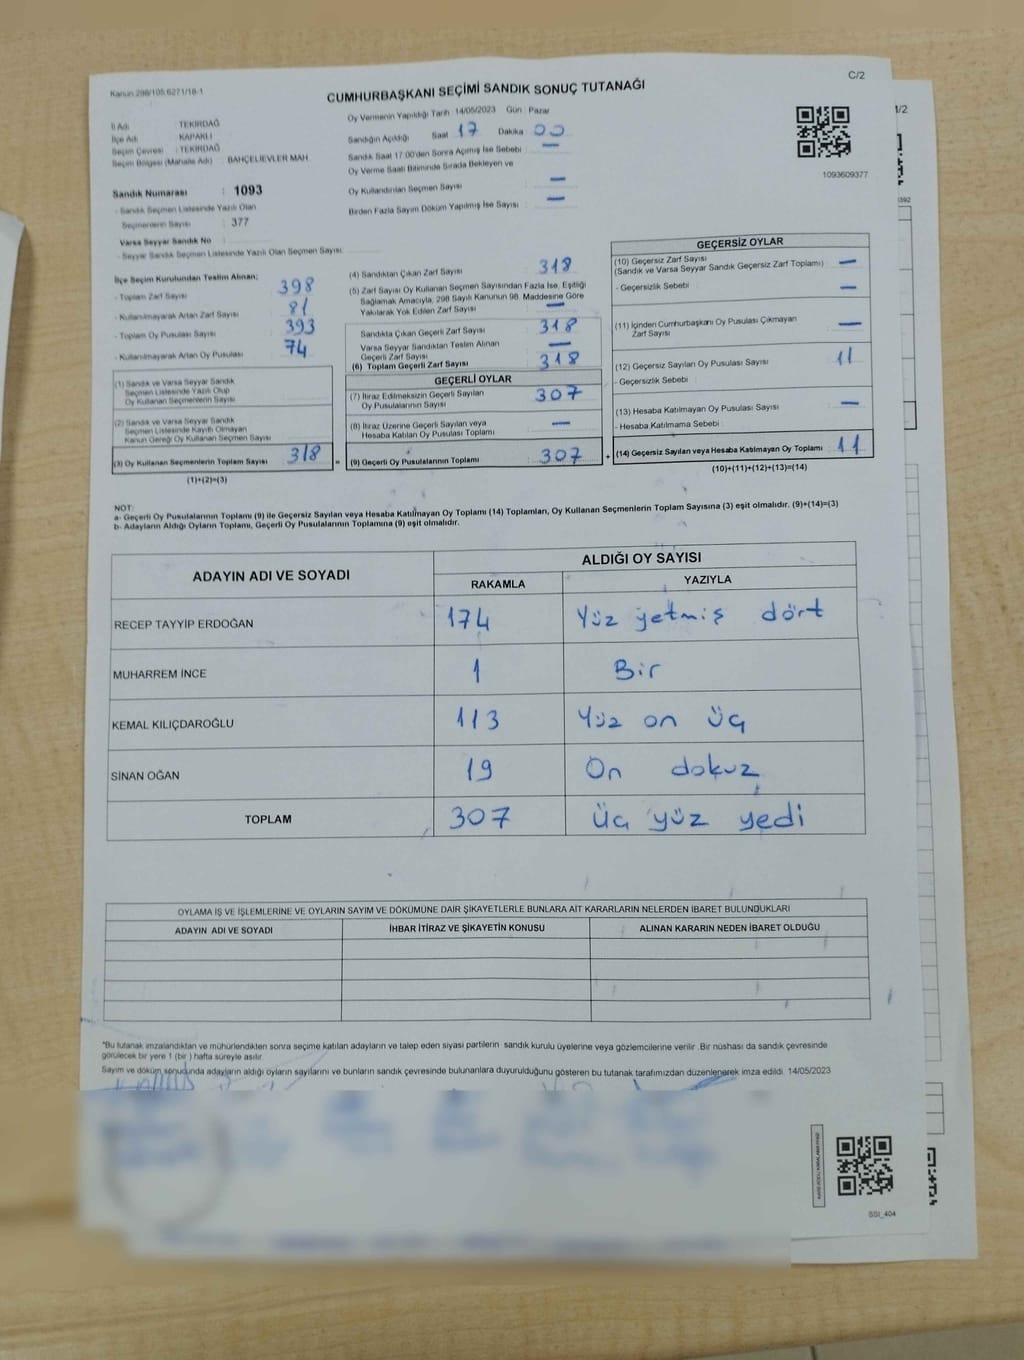 C/2
Kanun 298/105.6271/18-1
CUMHURBAŞKANI SEÇİMİ SANDIK SONUÇ TUTANAĞI
İl Adı : TEKİRDAĞ
İlçe Adı : KAPAKLI
Seçim Çevresi : TEKİRDAĞ
Seçim Bölgesi (Mahalle Adı) : BAHÇELİEVLER MAH.
Oy Vermenin Yapıldığı Tarih 14/05/2023 Gün : Pazar
Sandığın Açıldığı Saat 17 Dakika 00
Sandık Saat 17:00'den Sonra Açılmış İse Sebebi : —
Oy Verme Saati Bitiminde Sırada Bekleyen ve
Oy Kullandırılan Seçmen Sayısı —
Birden Fazla Sayım Döküm Yapılmış İse Sayısı : —
1093609377
Sandık Numarası : 1093
- Sandık Seçmen Listesinde Yazılı Olan
Seçmenlerin Sayısı : 377
Varsa Seyyar Sandık No :
- Seyyar Sandık Seçmen Listesinde Yazılı Olan Seçmen Sayısı:
İlçe Seçim Kurulundan Teslim Alınan;
- Toplam Zarf Sayısı 398
- Kullanılmayarak Artan Zarf Sayısı 81
- Toplam Oy Pusulası Sayısı 393
- Kullanılmayarak Artan Oy Pusulası 74
(1) Sandık ve Varsa Seyyar Sandık
Seçmen Listesinde Yazılı Olup
Oy Kullanan Seçmenlerin Sayısı
(2) Sandık ve Varsa Seyyar Sandık
Seçmen Listesinde Kayıtlı Olmayan
Kanun Gereği Oy Kullanan Seçmen Sayısı
(3) Oy Kullanan Seçmenlerin Toplam Sayısı 318
(1)+(2)=(3)
(4) Sandıktan Çıkan Zarf Sayısı 318
(5) Zarf Sayısı Oy Kullanan Seçmen Sayısından Fazla İse, Eşitliği
Sağlamak Amacıyla, 298 Sayılı Kanunun 98. Maddesine Göre
Yakılarak Yok Edilen Zarf Sayısı : —
Sandıkta Çıkan Geçerli Zarf Sayısı : 318
Varsa Seyyar Sandıktan Teslim Alınan
Geçerli Zarf Sayısı : —
(6) Toplam Geçerli Zarf Sayısı : 318
GEÇERLİ OYLAR
(7) İtiraz Edilmeksizin Geçerli Sayılan
Oy Pusulalarının Sayısı : 307
(8) İtiraz Üzerine Geçerli Sayılan veya
Hesaba Katılan Oy Pusulası Toplamı : —
= (9) Geçerli Oy Pusulalarının Toplamı : 307
GEÇERSİZ OYLAR
(10) Geçersiz Zarf Sayısı
(Sandık ve Varsa Seyyar Sandık Geçersiz Zarf Toplamı) : —
- Geçersizlik Sebebi : —
(11) İçinden Cumhurbaşkanı Oy Pusulası Çıkmayan
Zarf Sayısı : —
(12) Geçersiz Sayılan Oy Pusulası Sayısı : 11
- Geçersizlik Sebebi :
(13) Hesaba Katılmayan Oy Pusulası Sayısı : —
- Hesaba Katılmama Sebebi :
+ (14) Geçersiz Sayılan veya Hesaba Katılmayan Oy Toplamı : 11
(10)+(11)+(12)+(13)=(14)
NOT:
a- Geçerli Oy Pusulalarının Toplamı (9) ile Geçersiz Sayılan veya Hesaba Katılmayan Oy Toplamı (14) Toplamları, Oy Kullanan Seçmenlerin Toplam Sayısına (3) eşit olmalıdır. (9)+(14)=(3)
b- Adayların Aldığı Oyların Toplamı, Geçerli Oy Pusulalarının Toplamına (9) eşit olmalıdır.
ADAYIN ADI VE SOYADI ALDIĞI OY SAYISI
RAKAMLA YAZIYLA
RECEP TAYYİP ERDOĞAN 174 Yüz yetmiş dört
MUHARREM İNCE 1 Bir
KEMAL KILIÇDAROĞLU 113 Yüz on üç
SİNAN OĞAN 19 On dokuz
TOPLAM 307 Üç yüz yedi
OYLAMA İŞ VE İŞLEMLERİNE VE OYLARIN SAYIM VE DÖKÜMÜNE DAİR ŞİKAYETLERLE BUNLARA AİT KARARLARIN NELERDEN İBARET BULUNDUKLARI
ADAYIN ADI VE SOYADI İHBAR İTİRAZ VE ŞİKAYETİN KONUSU ALINAN KARARIN NEDEN İBARET OLDUĞU
*Bu tutanak imzalandıktan ve mühürlendikten sonra seçime katılan adayların ve talep eden siyasi partilerin sandık kurulu üyelerine veya gözlemcilerine verilir. Bir nüshası da sandık çevresinde
görülecek bir yere 1 (bir) hafta süreyle asılır.
Sayım ve döküm sonucunda adayların aldığı oyların sayılarını ve bunların sandık çevresinde bulunanlara duyurulduğunu gösteren bu tutanak tarafımızdan düzenlenerek imza edildi. 14/05/2023
SSI_404